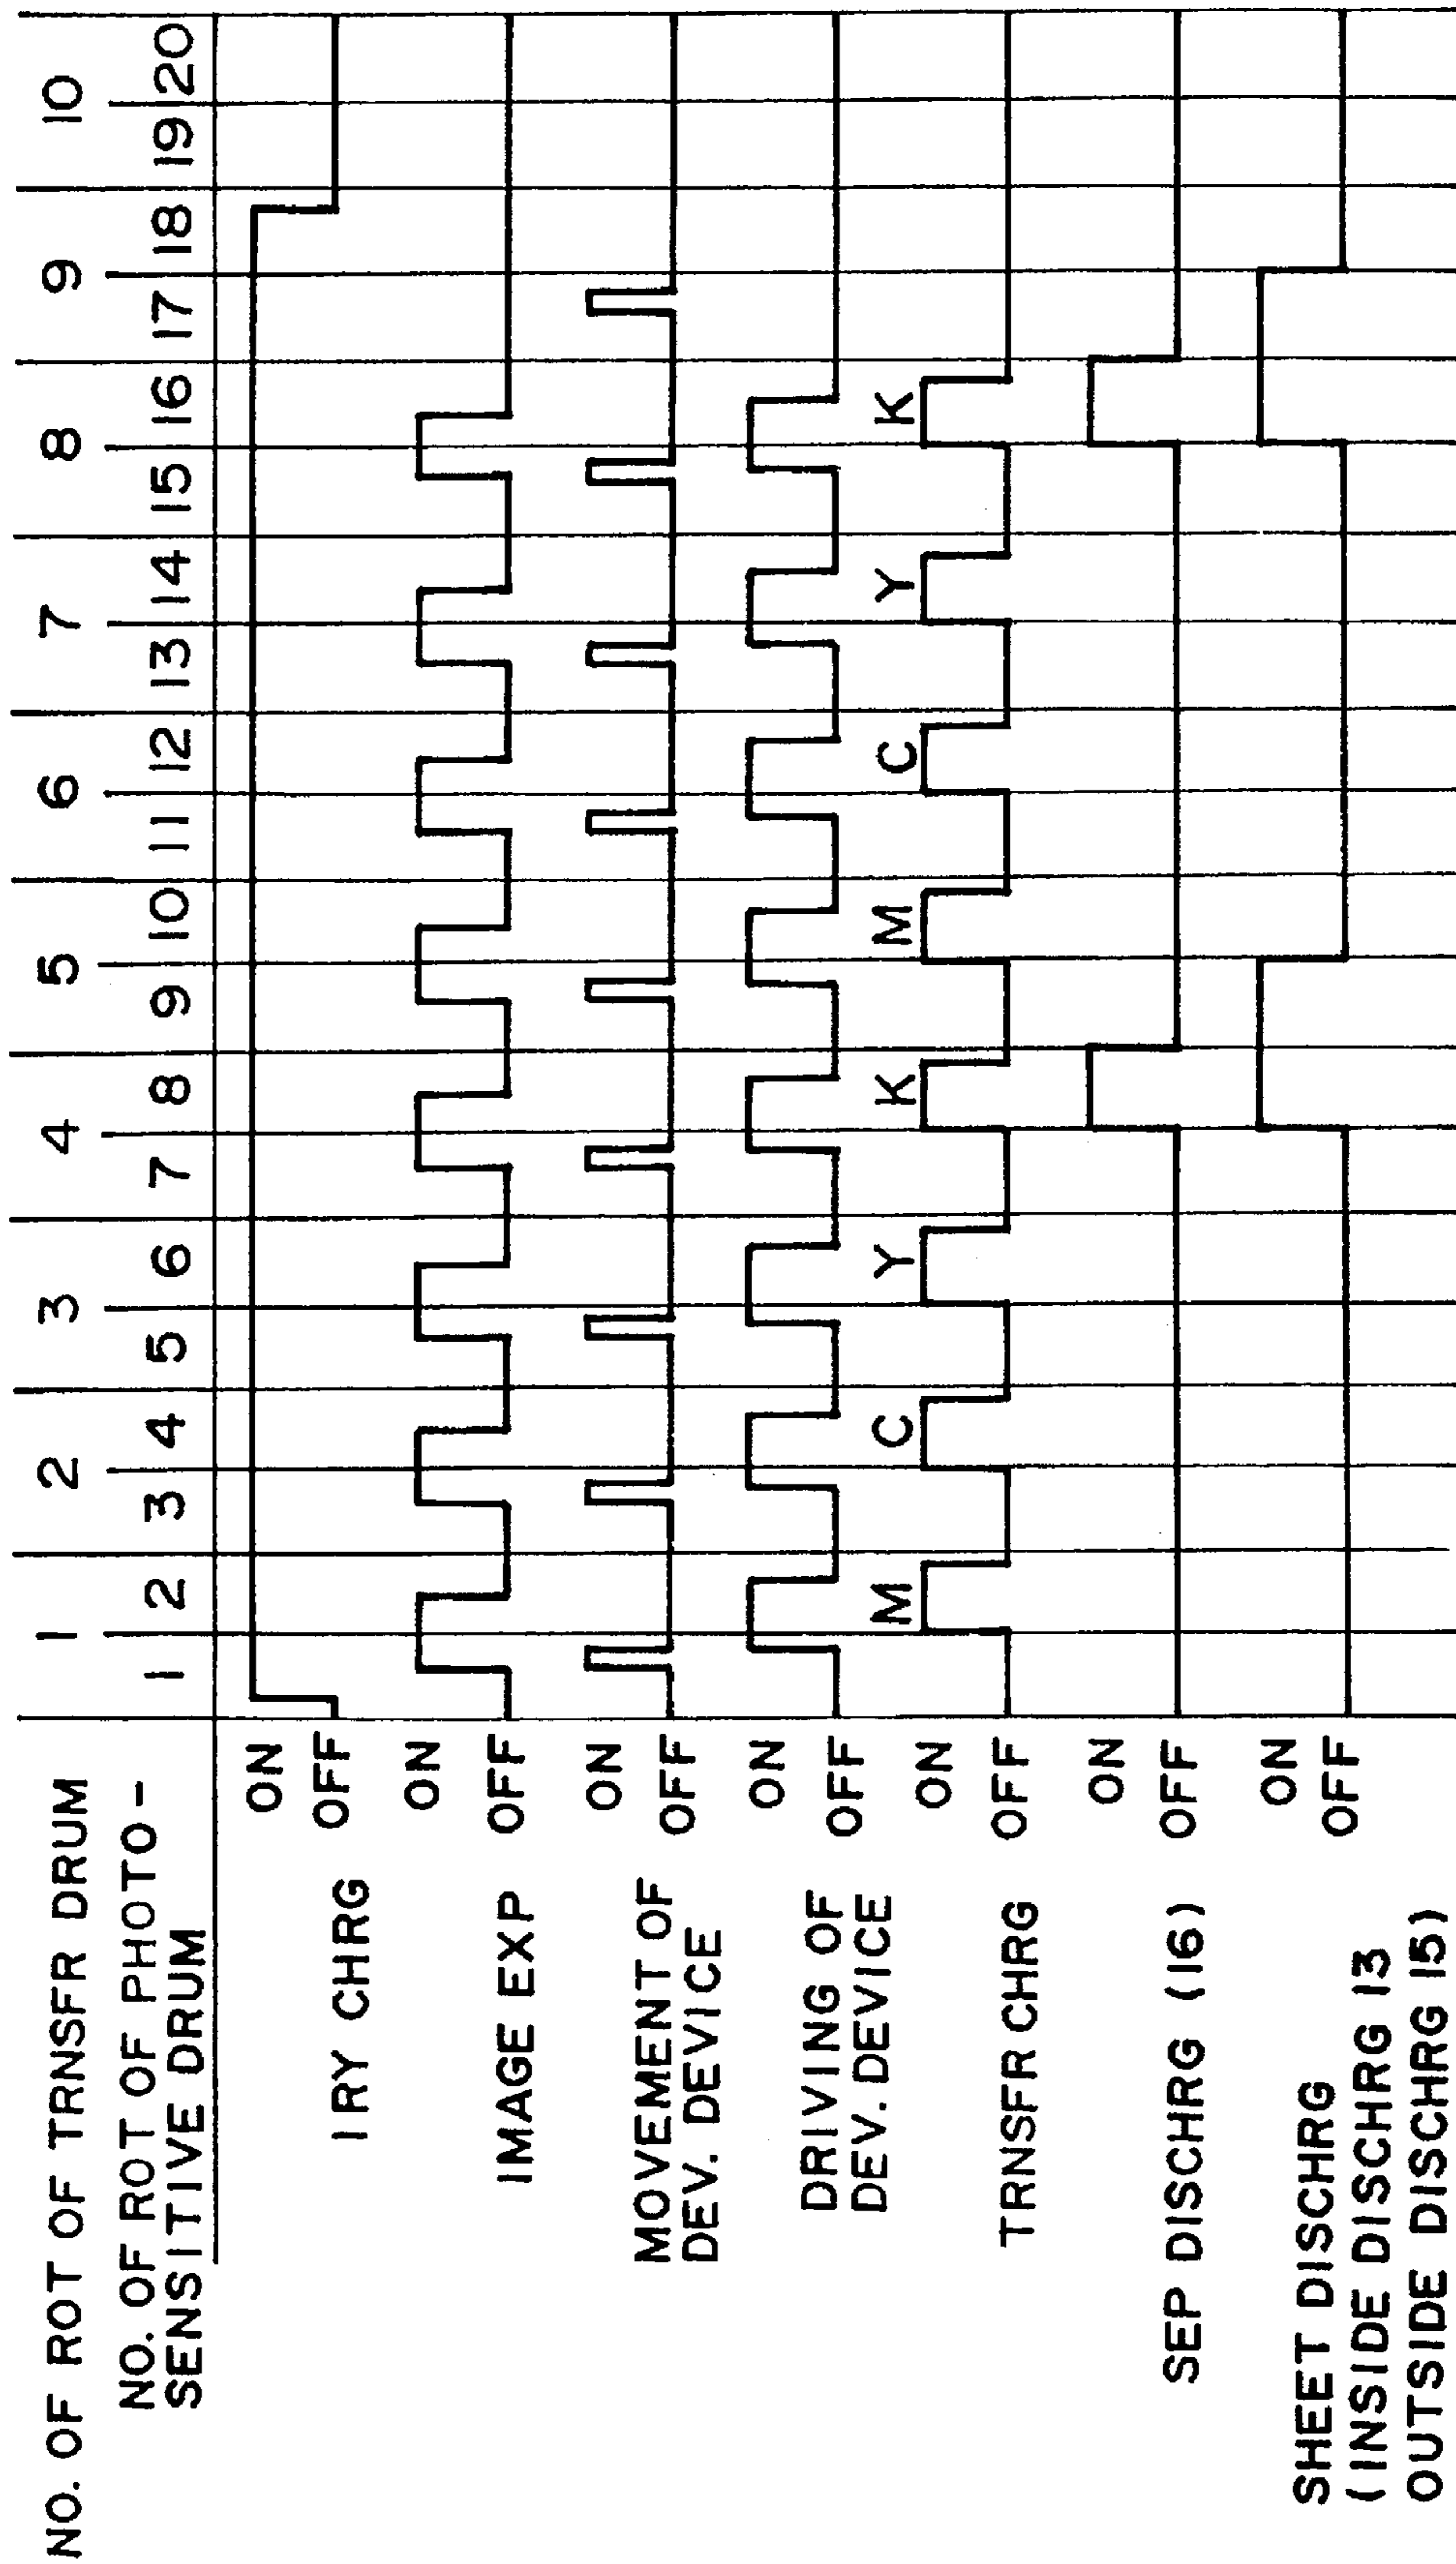 NO. OF ROT OF TRNSFR DRUM 1 2 3 4 5 6 7 8 9 10
NO. OF ROT OF PHOTO-
SENSITIVE DRUM 1 2 3 4 5 6 7 8 9 10 11 12 13 14 15 16 17 18 19 20
1RY CHRG ON
OFF
IMAGE EXP ON
OFF
MOVEMENT OF
DEV. DEVICE ON
OFF
DRIVING OF
DEV. DEVICE ON
OFF
M C Y K M C Y K
TRNSFR CHRG ON
OFF
SEP DISCHRG (16) ON
OFF
SHEET DISCHRG ON
(INSIDE DISCHRG 13 OFF
OUTSIDE DISCHRG 15)